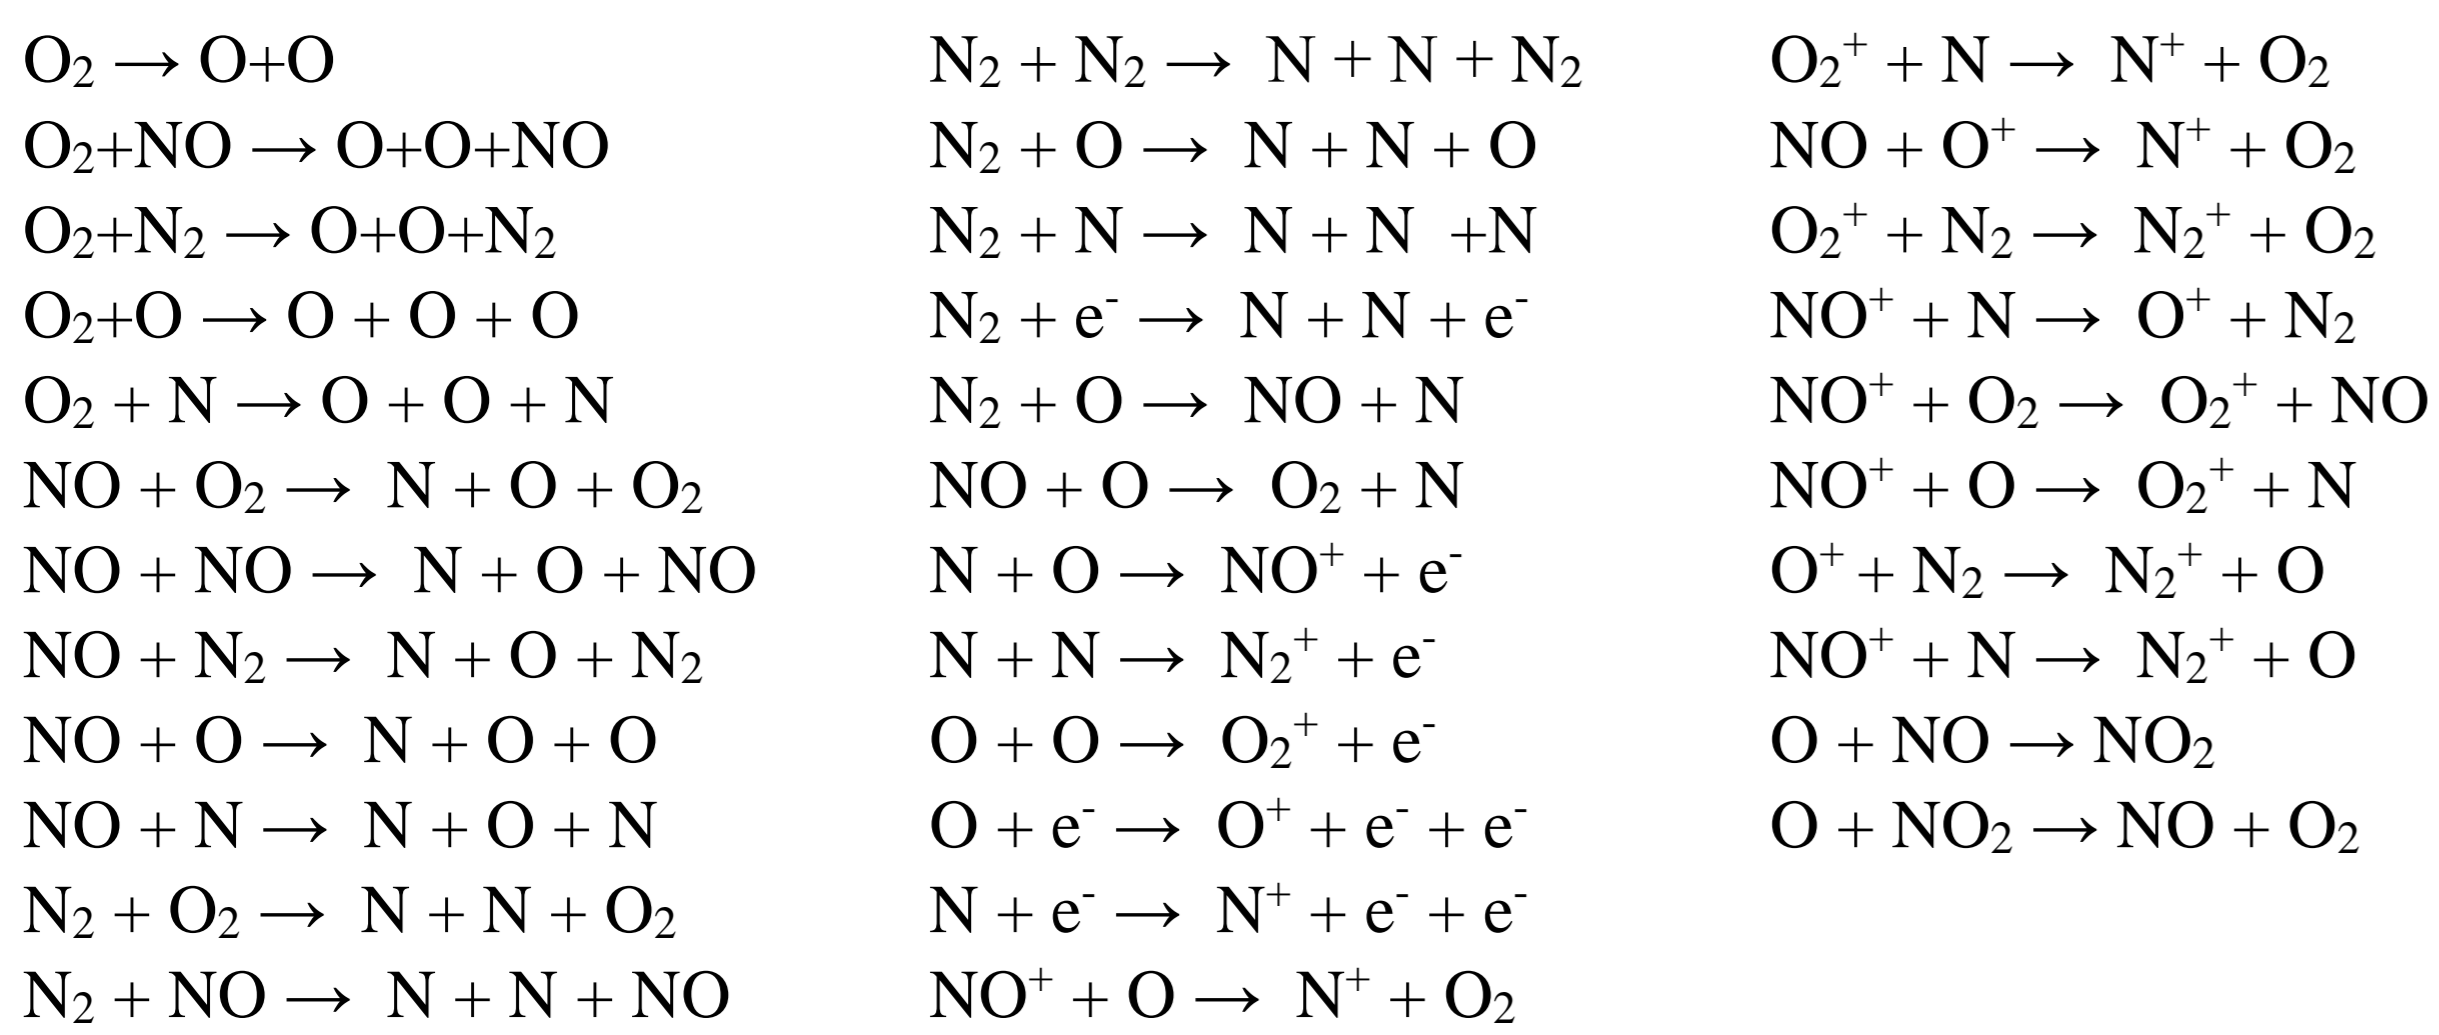 O₂ → O+O
O₂+NO → O+O+NO
O₂+N₂ → O+O+N₂
O₂+O → O + O + O
O₂ + N → O + O + N
NO + O₂ → N + O + O₂
NO + NO → N + O + NO
NO + N₂ → N + O + N₂
NO + O → N + O + O
NO + N → N + O + N
N₂ + O₂ → N + N + O₂
N₂ + NO → N + N + NO
N₂ + N₂ → N + N + N₂
N₂ + O → N + N + O
N₂ + N → N + N +N
N₂ + e⁻ → N + N + e⁻
N₂ + O → NO + N
NO + O → O₂ + N
N + O → NO⁺ + e⁻
N + N → N₂⁺ + e⁻
O + O → O₂⁺ + e⁻
O + e⁻ → O⁺ + e⁻ + e⁻
N + e⁻ → N⁺ + e⁻ + e⁻
NO⁺ + O → N⁺ + O₂
O₂⁺ + N → N⁺ + O₂
NO + O⁺ → N⁺ + O₂
O₂⁺ + N₂ → N₂⁺ + O₂
NO⁺ + N → O⁺ + N₂
NO⁺ + O₂ → O₂⁺ + NO
NO⁺ + O → O₂⁺ + N
O⁺ + N₂ → N₂⁺ + O
NO⁺ + N → N₂⁺ + O
O + NO → NO₂
O + NO₂ → NO + O₂